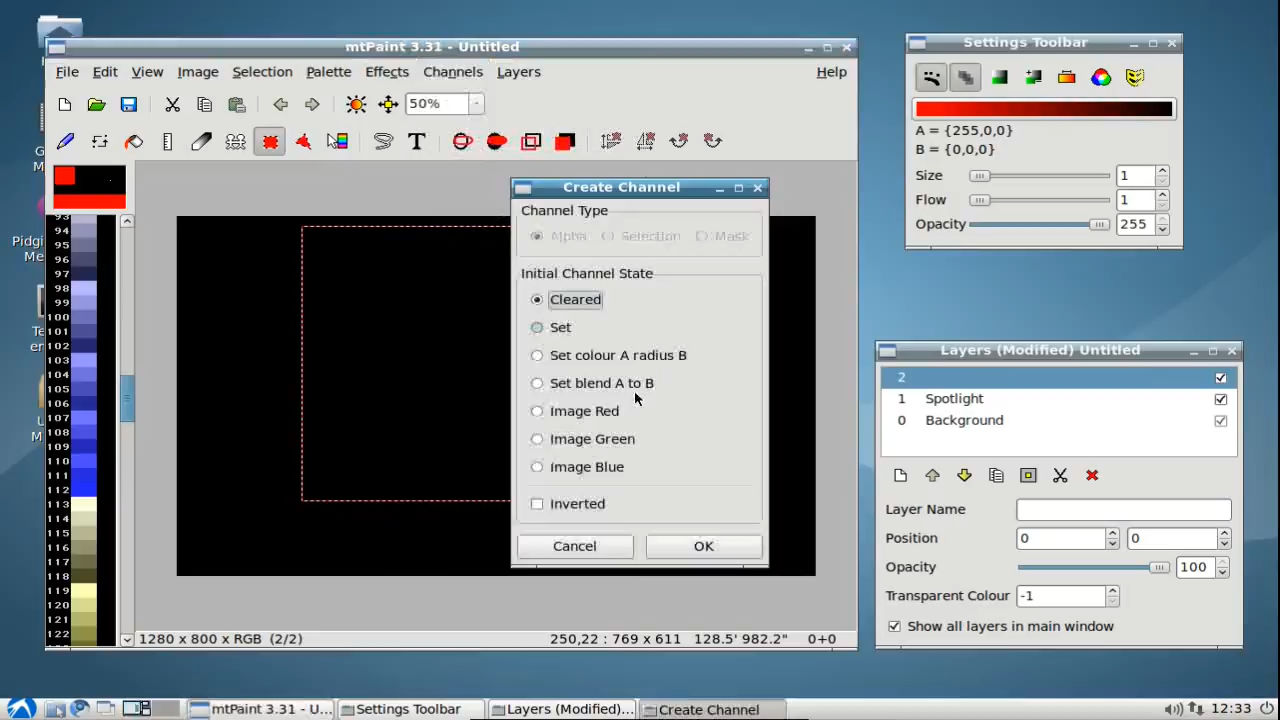 mtPaint 3.31 - Untitled
File Edit View Image Selection Palette Effects Channels Layers Help
50%
93
94
95
96
97
98
99
100
101
102
103
104
105
106
107
108
109
110
111
112
113
114
115
116
117
118
119
120
121
122
1280 x 800 x RGB (2/2) 250,22 : 769 x 611 128.5' 982.2" 0+0
Create Channel
Channel Type
Alpha Selection Mask
Initial Channel State
Cleared
Set
Set colour A radius B
Set blend A to B
Image Red
Image Green
Image Blue
Inverted
Cancel OK
Settings Toolbar
A = {255,0,0}
B = {0,0,0}
Size 1
Flow 1
Opacity 255
Layers (Modified) Untitled
2
1 Spotlight
0 Background
Layer Name
Position 0 0
Opacity 100
Transparent Colour -1
Show all layers in main window
Pidgi
Me
G
M
Te
en
U
M
mtPaint 3.31 - U... Settings Toolbar Layers (Modified)... Create Channel 12:33